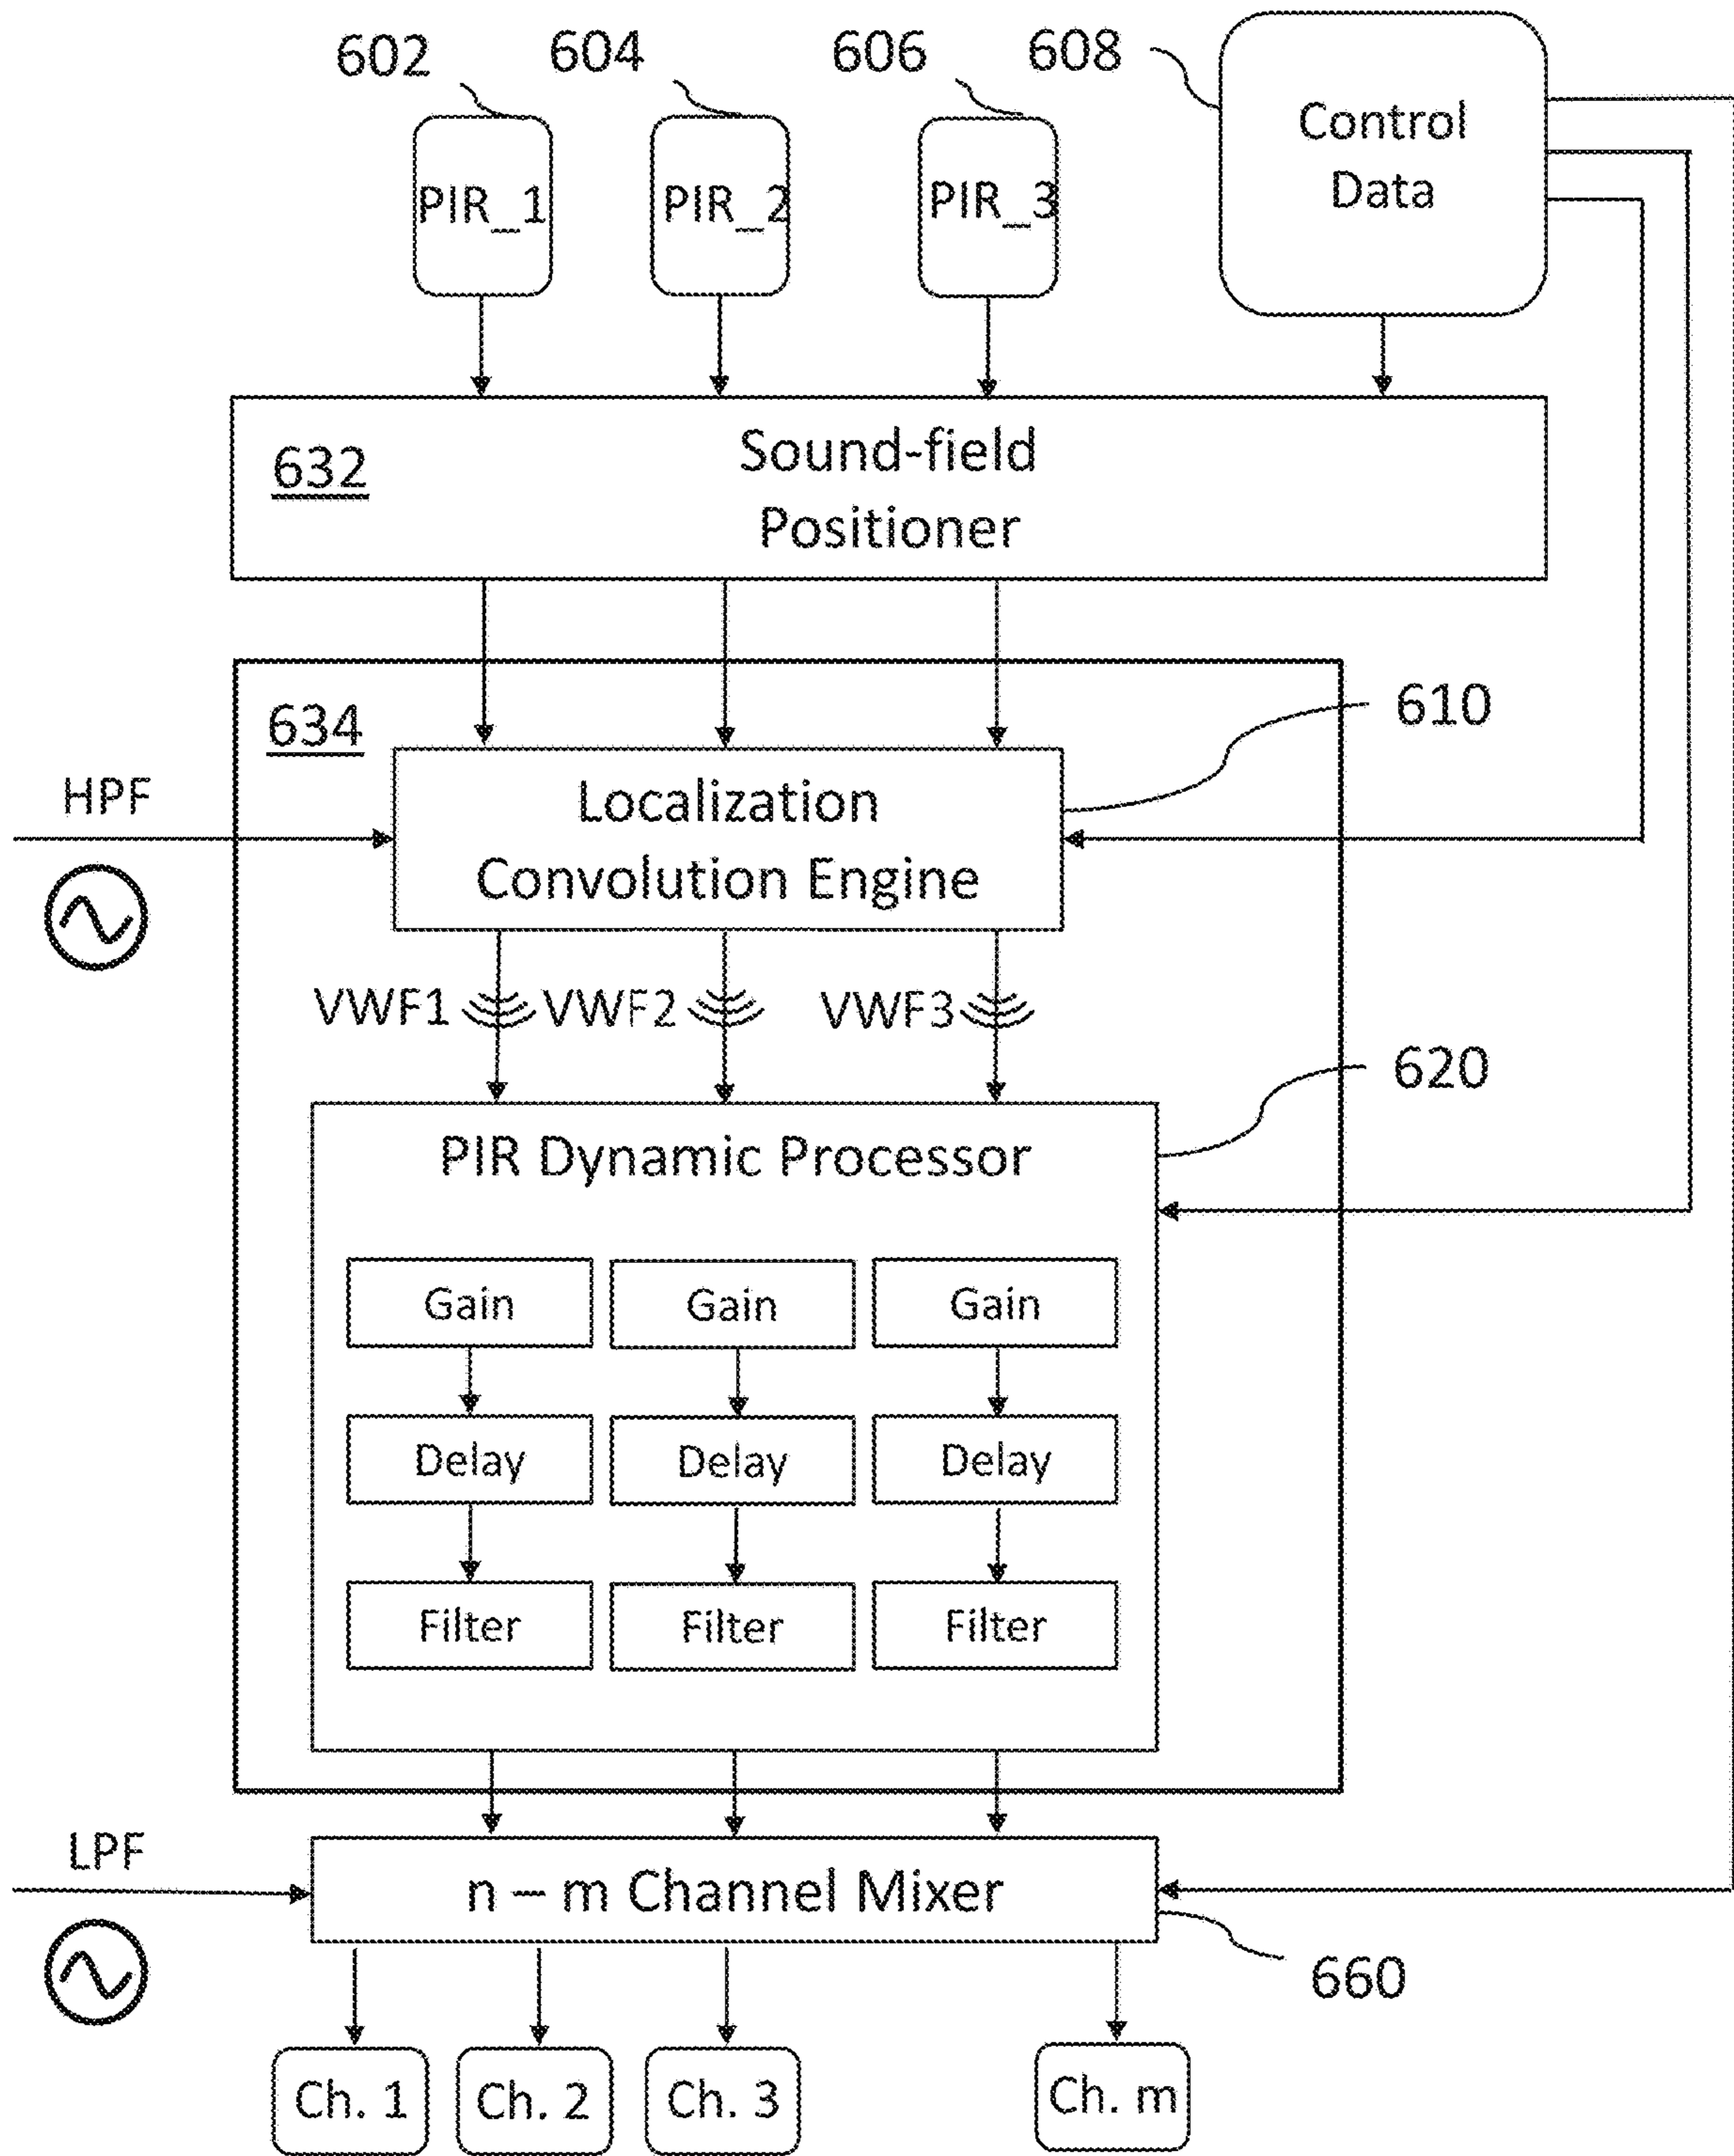 602
604
606
608
PIR_1
PIR_2
PIR_3
Control
Data
632
Sound-field
Positioner
634
610
HPF
Localization
Convolution Engine
VWF1
VWF2
VWF3
620
PIR Dynamic Processor
Gain
Gain
Gain
Delay
Delay
Delay
Filter
Filter
Filter
LPF
n – m Channel Mixer
660
Ch. 1
Ch. 2
Ch. 3
Ch. m